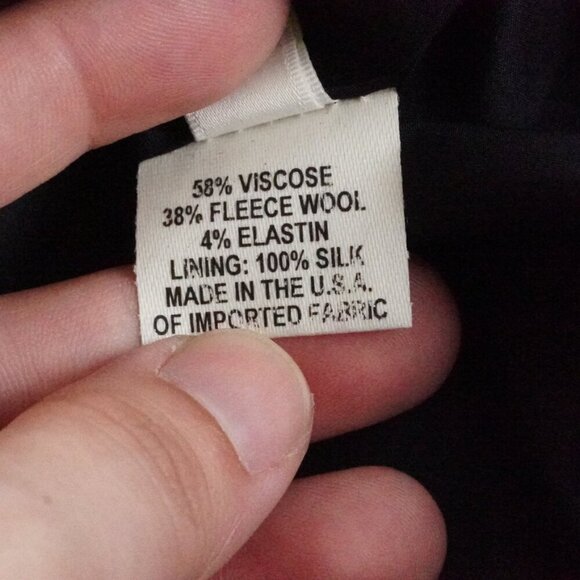 58% VISCOSE
38% FLEECE WOOL
4% ELASTIN
LINING: 100% SILK
MADE IN THE U.S.A.
OF IMPORTED FABRIC